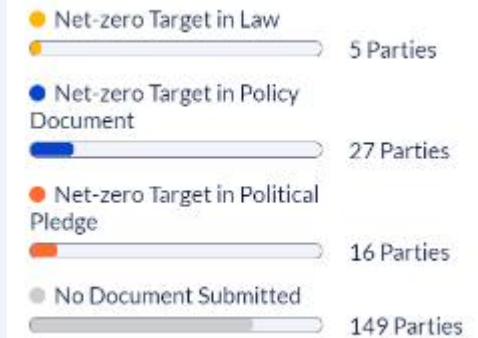 Net-zero Target in Law
5 Parties
Net-zero Target in Policy
Document
27 Parties
Net-zero Target in Political
Pledge
16 Parties
No Document Submitted
149 Parties